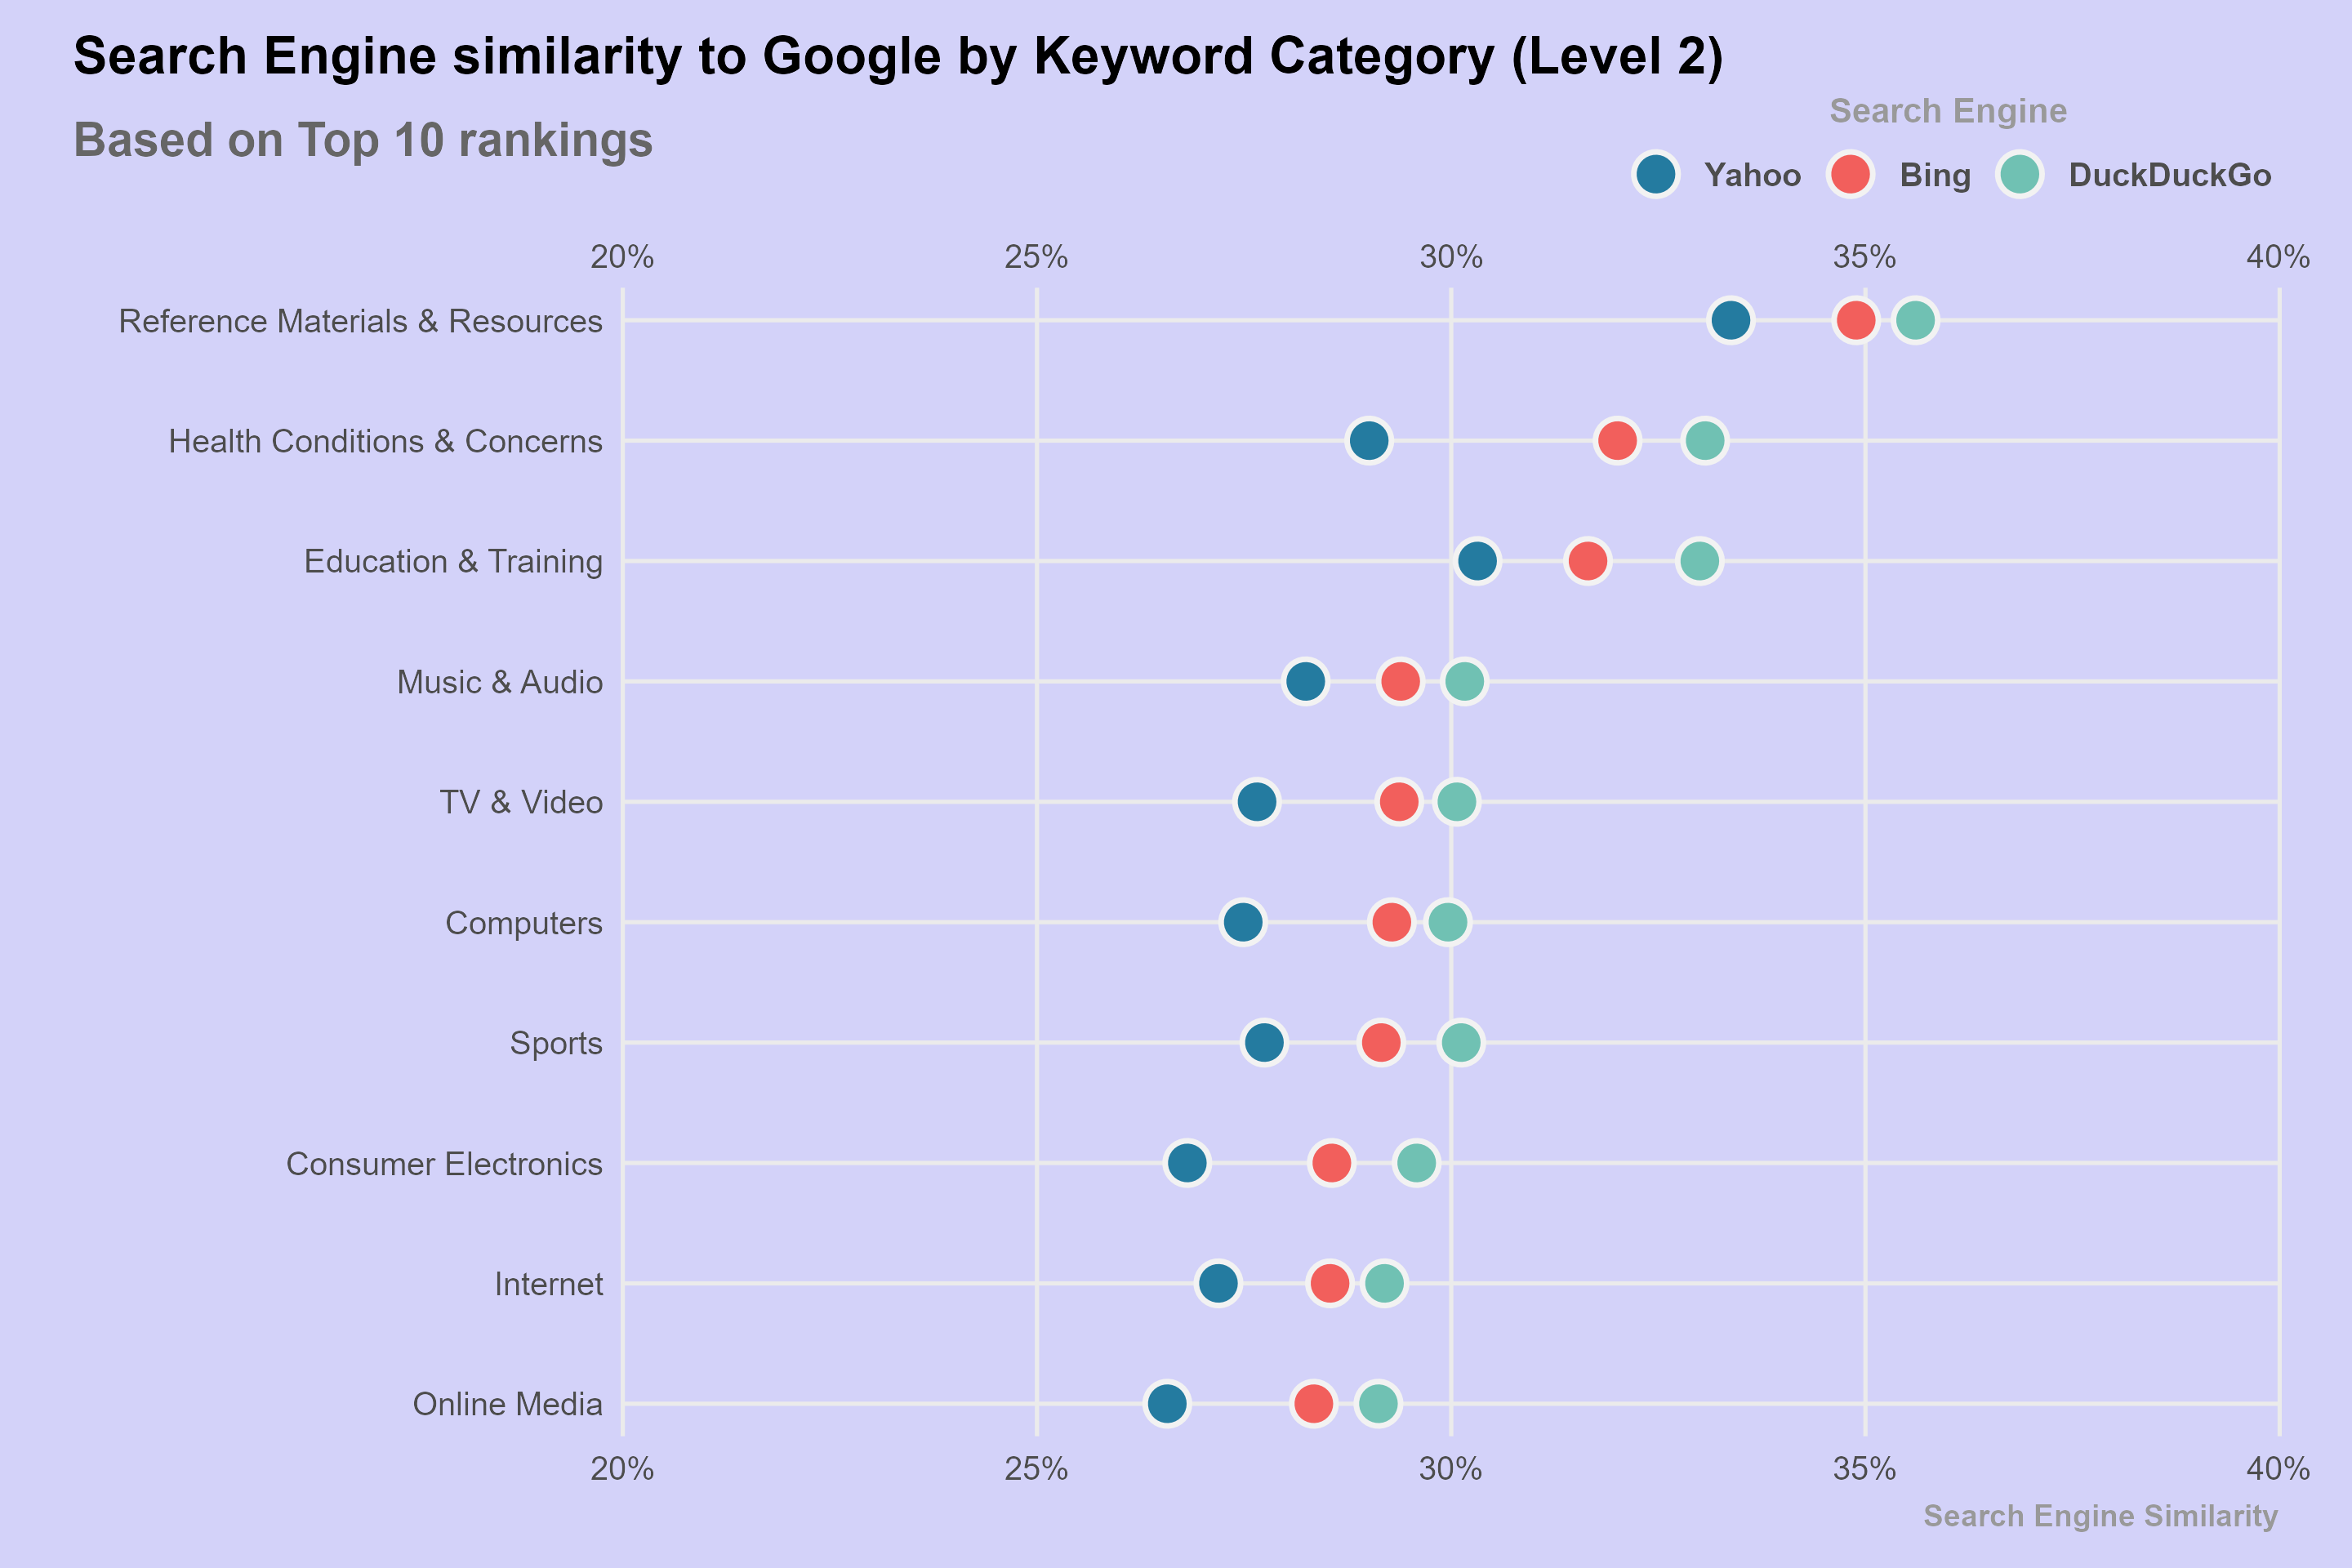 Search Engine similarity to Google by Keyword Category (Level 2)
Based on Top 10 rankings
Search Engine
Yahoo Bing DuckDuckGo
20% 25% 30% 35% 40%
Reference Materials & Resources
Health Conditions & Concerns
Education & Training
Music & Audio
TV & Video
Computers
Sports
Consumer Electronics
Internet
Online Media
20% 25% 30% 35% 40%
Search Engine Similarity